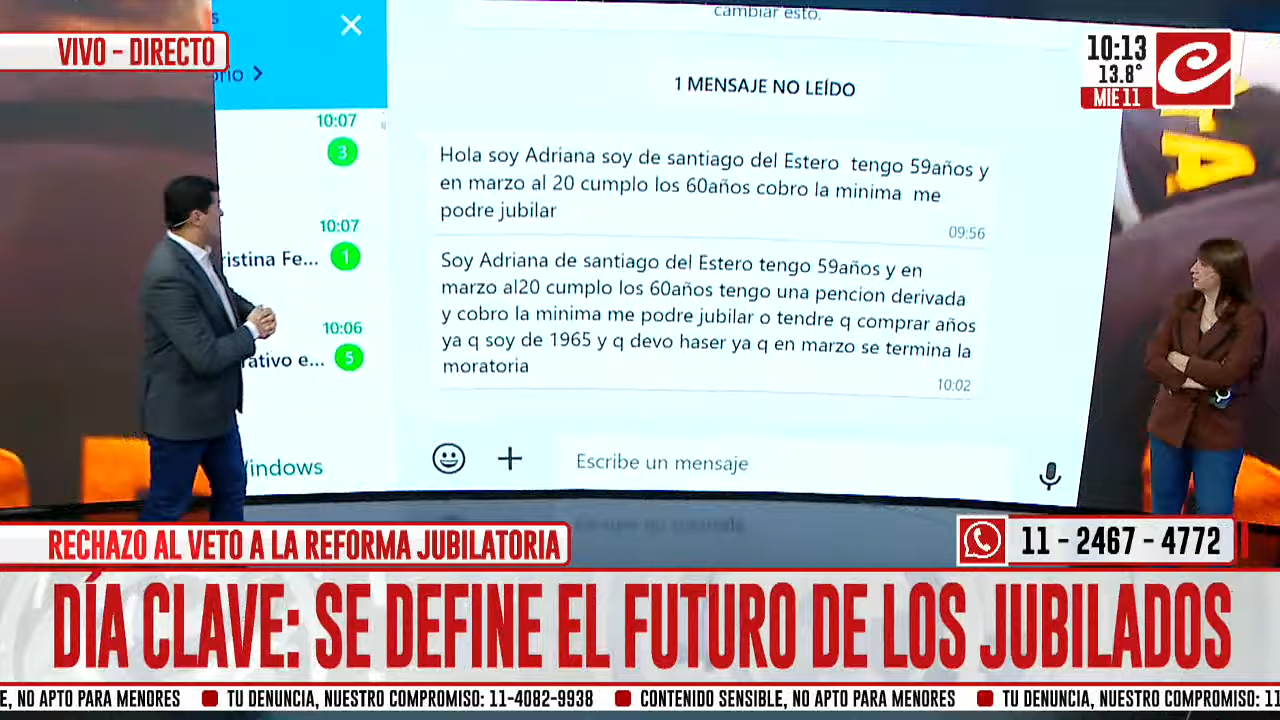 VIVO - DIRECTO
cambiar esto.
1 MENSAJE NO LEÍDO
10:13
13.8°
MIE 11
10:07
3
Hola soy Adriana soy de santiago del Estero tengo 59años y
en marzo al 20 cumplo los 60años cobro la minima me
podre jubilar
09:56
10:07
ristina Fe...
1
Soy Adriana de santiago del Estero tengo 59años y en
marzo al20 cumplo los 60años tengo una pencion derivada
y cobro la minima me podre jubilar o tendre q comprar años
ya q soy de 1965 y q devo haser ya q en marzo se termina la
moratoria
10:02
10:06
rativo e...
5
Windows
Escribe un mensaje
RECHAZO AL VETO A LA REFORMA JUBILATORIA
11 - 2467 - 4772
DÍA CLAVE: SE DEFINE EL FUTURO DE LOS JUBILADOS
E, NO APTO PARA MENORES TU DENUNCIA, NUESTRO COMPROMISO: 11-4082-9938 CONTENIDO SENSIBLE, NO APTO PARA MENORES TU DENUNCIA, NUESTRO COMPROMISO: 11